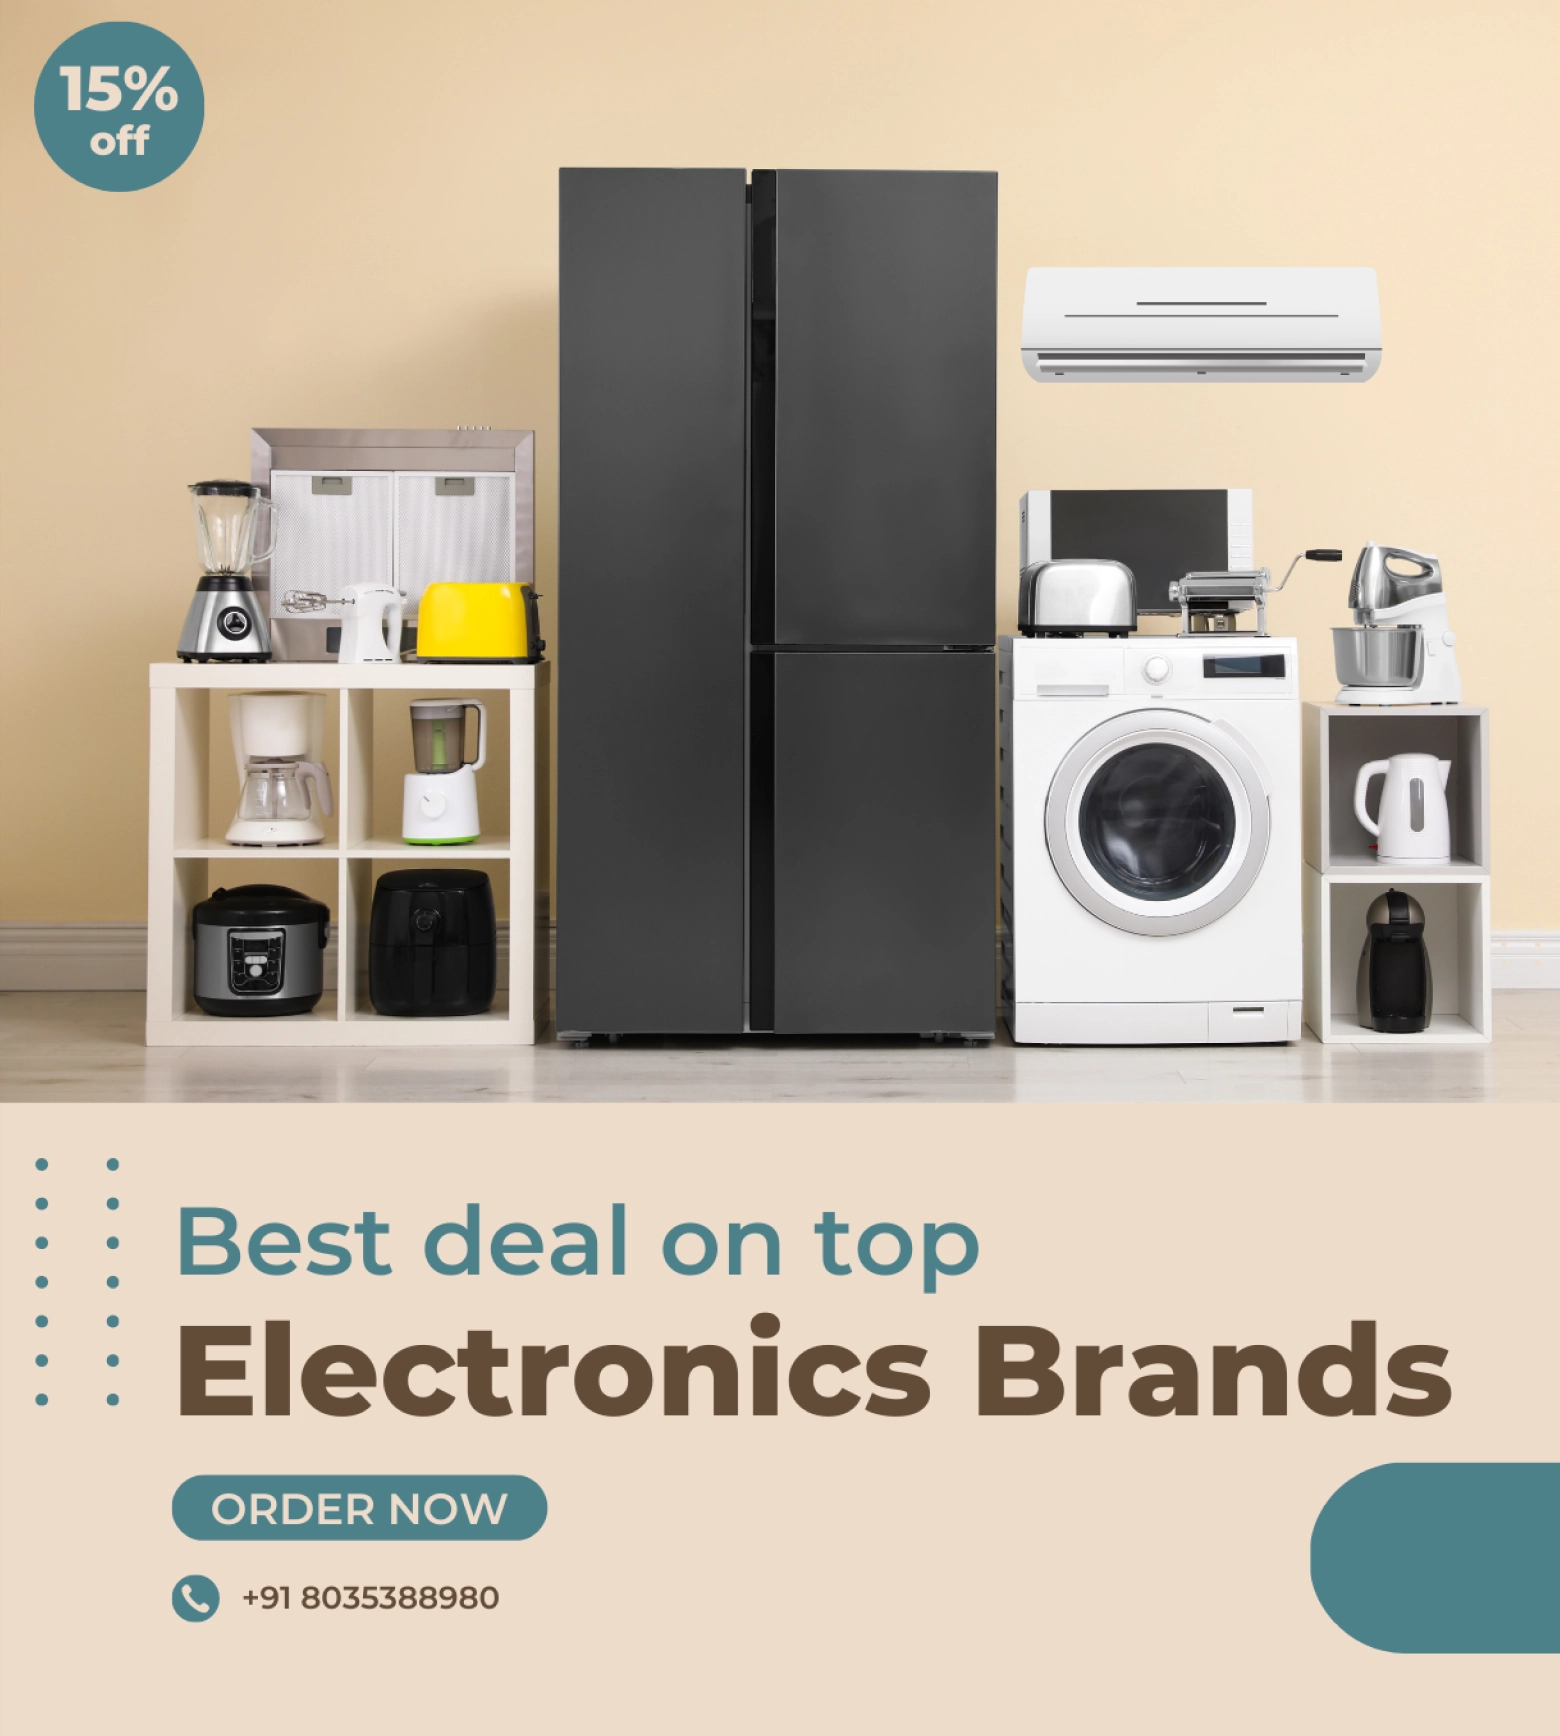 15%
off
Best deal on top
Electronics Brands
ORDER NOW
+91 8035388980